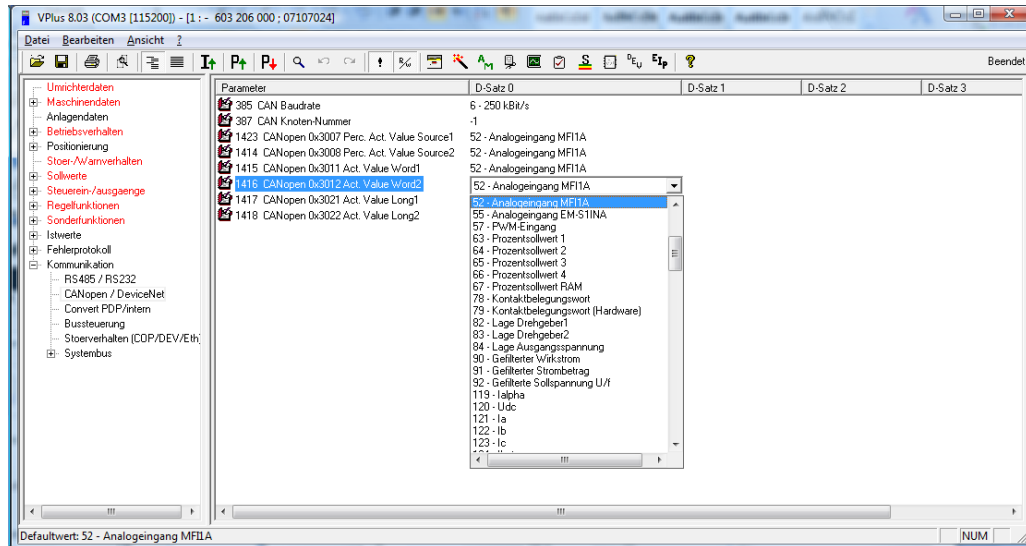 VPlus 8.03 (COM3 [115200]) - [1 : - 603 206 000 ; 07107024]
Datei Bearbeiten Ansicht ?
Beendet
Umrichterdaten
Maschinendaten
Anlagendaten
Betriebsverhalten
Positionierung
Stoer-/Warnverhalten
Sollwerte
Steuerein-/ausgaenge
Regelfunktionen
Sonderfunktionen
Istwerte
Fehlerprotokoll
Kommunikation
RS485 / RS232
CANopen / DeviceNet
Convert PDP/intern
Bussteuerung
Stoerverhalten (COP/DEV/Eth)
Systembus
Parameter D-Satz 0 D-Satz 1 D-Satz 2 D-Satz 3
385 CAN Baudrate 6 - 250 kBit/s
387 CAN Knoten-Nummer -1
1423 CANopen 0x3007 Perc. Act. Value Source1 52 - Analogeingang MFI1A
1414 CANopen 0x3008 Perc. Act. Value Source2 52 - Analogeingang MFI1A
1415 CANopen 0x3011 Act. Value Word1 52 - Analogeingang MFI1A
1416 CANopen 0x3012 Act. Value Word2 52 - Analogeingang MFI1A
1417 CANopen 0x3021 Act. Value Long1
1418 CANopen 0x3022 Act. Value Long2
52 - Analogeingang MFI1A
55 - Analogeingang EM-S1INA
57 - PWM-Eingang
63 - Prozentsollwert 1
64 - Prozentsollwert 2
65 - Prozentsollwert 3
66 - Prozentsollwert 4
67 - Prozentsollwert RAM
78 - Kontaktbelegungswort
79 - Kontaktbelegungswort (Hardware)
82 - Lage Drehgeber1
83 - Lage Drehgeber2
84 - Lage Ausgangsspannung
90 - Gefilterter Wirkstrom
91 - Gefilterter Strombetrag
92 - Gefilterte Sollspannung U/f
119 - Ialpha
120 - Udc
121 - Ia
122 - Ib
123 - Ic
Defaultwert: 52 - Analogeingang MFI1A NUM